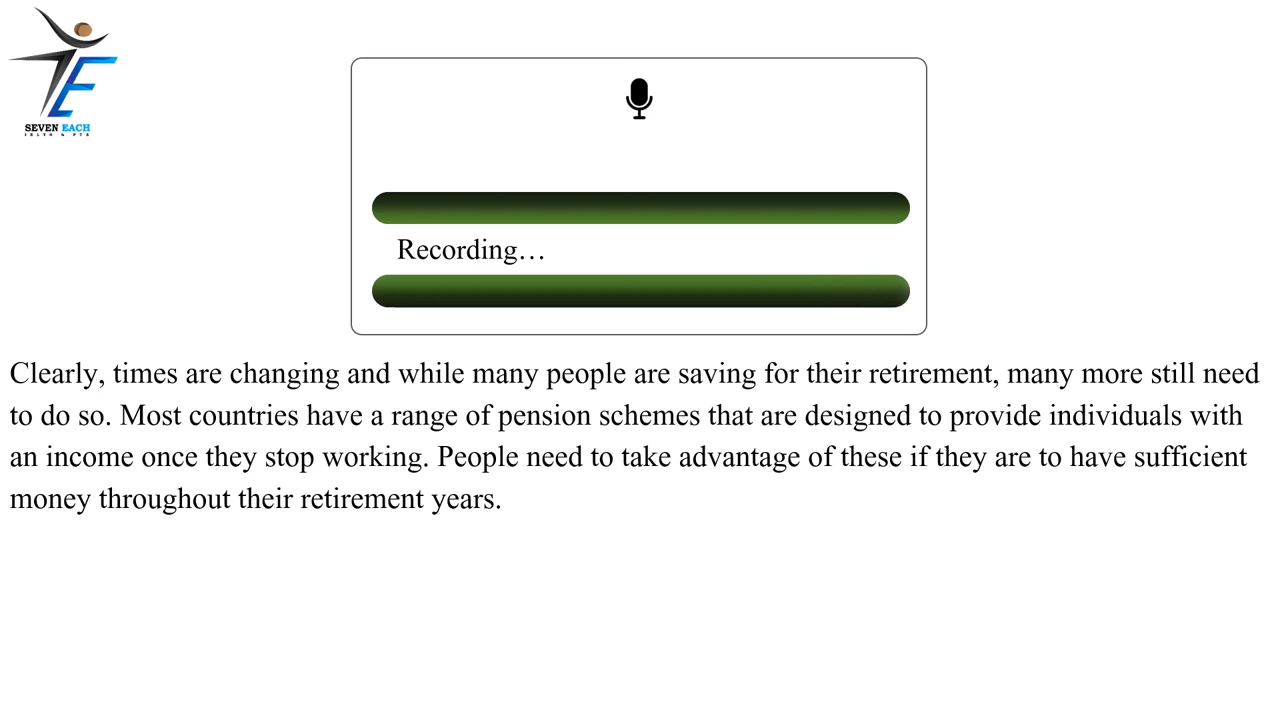 SEVEN EACH
IELTS & PTE
Recording…
Clearly, times are changing and while many people are saving for their retirement, many more still need
to do so. Most countries have a range of pension schemes that are designed to provide individuals with
an income once they stop working. People need to take advantage of these if they are to have sufficient
money throughout their retirement years.